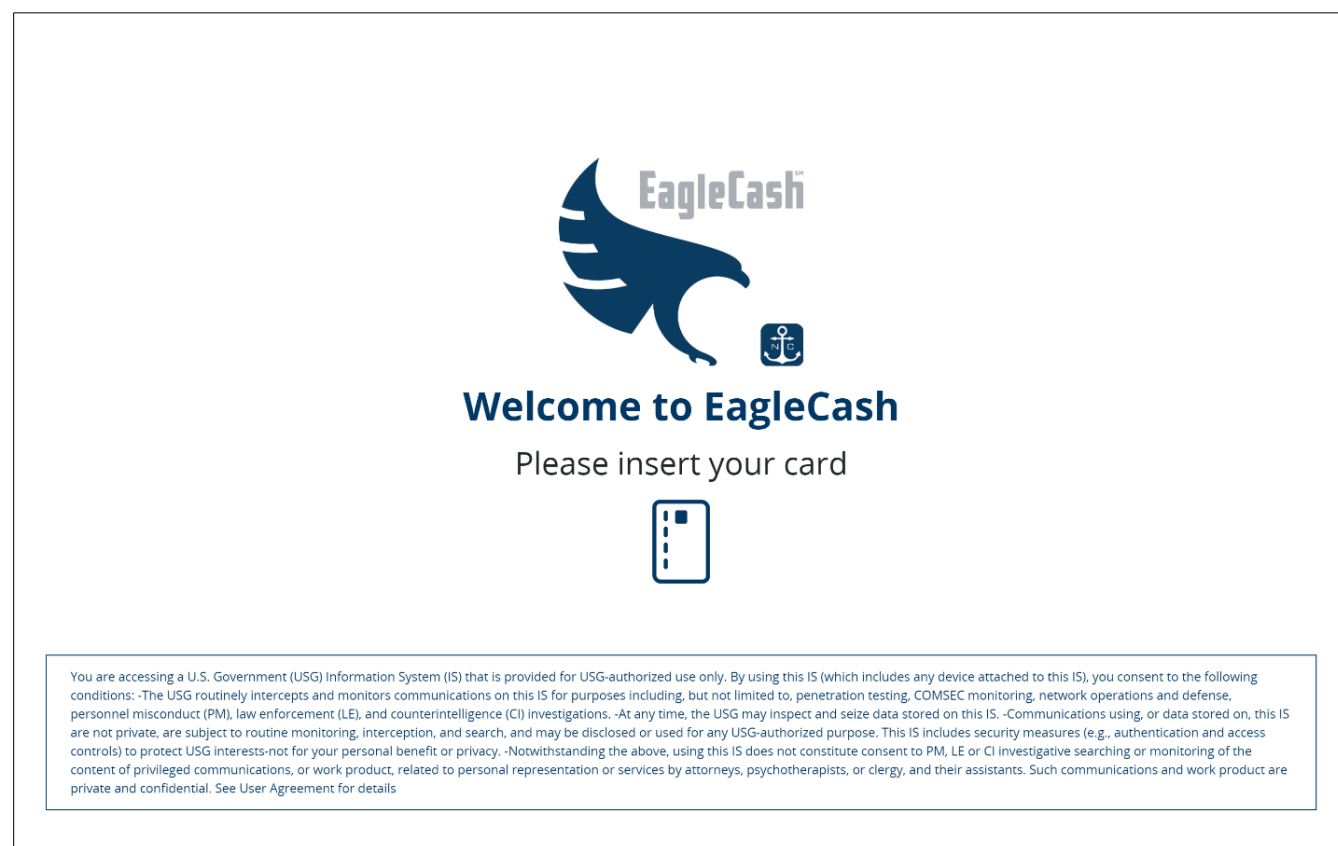 EagleCash℠
N C
Welcome to EagleCash
Please insert your card
You are accessing a U.S. Government (USG) Information System (IS) that is provided for USG-authorized use only. By using this IS (which includes any device attached to this IS), you consent to the following
conditions: -The USG routinely intercepts and monitors communications on this IS for purposes including, but not limited to, penetration testing, COMSEC monitoring, network operations and defense,
personnel misconduct (PM), law enforcement (LE), and counterintelligence (CI) investigations. -At any time, the USG may inspect and seize data stored on this IS. -Communications using, or data stored on, this IS
are not private, are subject to routine monitoring, interception, and search, and may be disclosed or used for any USG-authorized purpose. This IS includes security measures (e.g., authentication and access
controls) to protect USG interests-not for your personal benefit or privacy. -Notwithstanding the above, using this IS does not constitute consent to PM, LE or CI investigative searching or monitoring of the
content of privileged communications, or work product, related to personal representation or services by attorneys, psychotherapists, or clergy, and their assistants. Such communications and work product are
private and confidential. See User Agreement for details